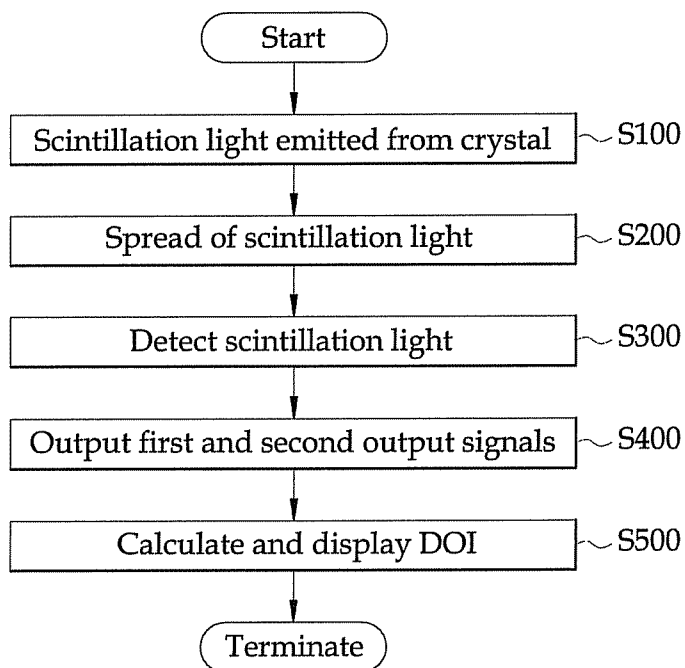 Start
Scintillation light emitted from crystal ~ S100
Spread of scintillation light ~ S200
Detect scintillation light ~ S300
Output first and second output signals ~ S400
Calculate and display DOI ~ S500
Terminate